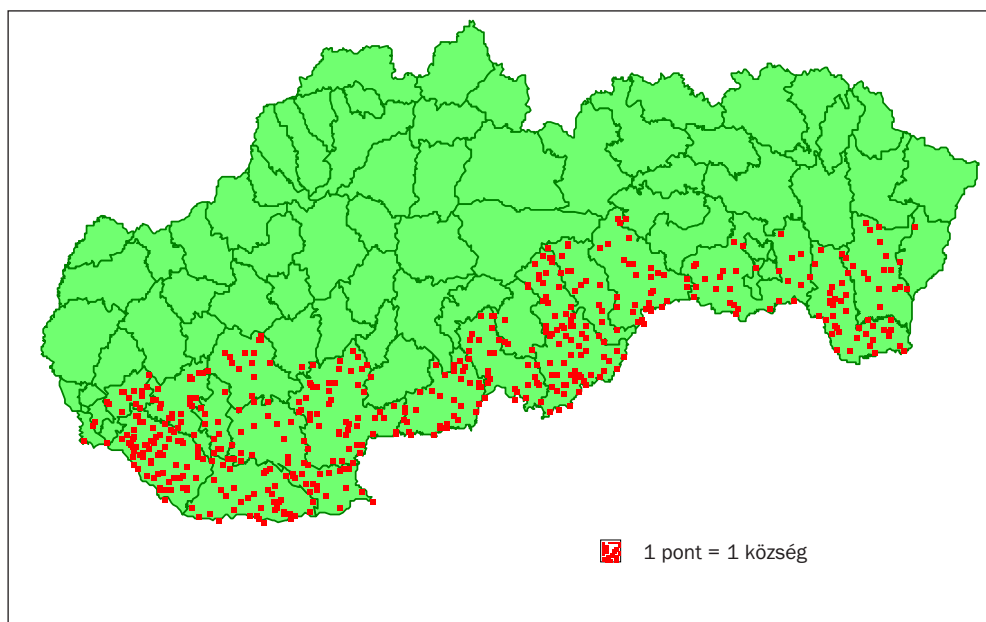 1 pont = 1 község